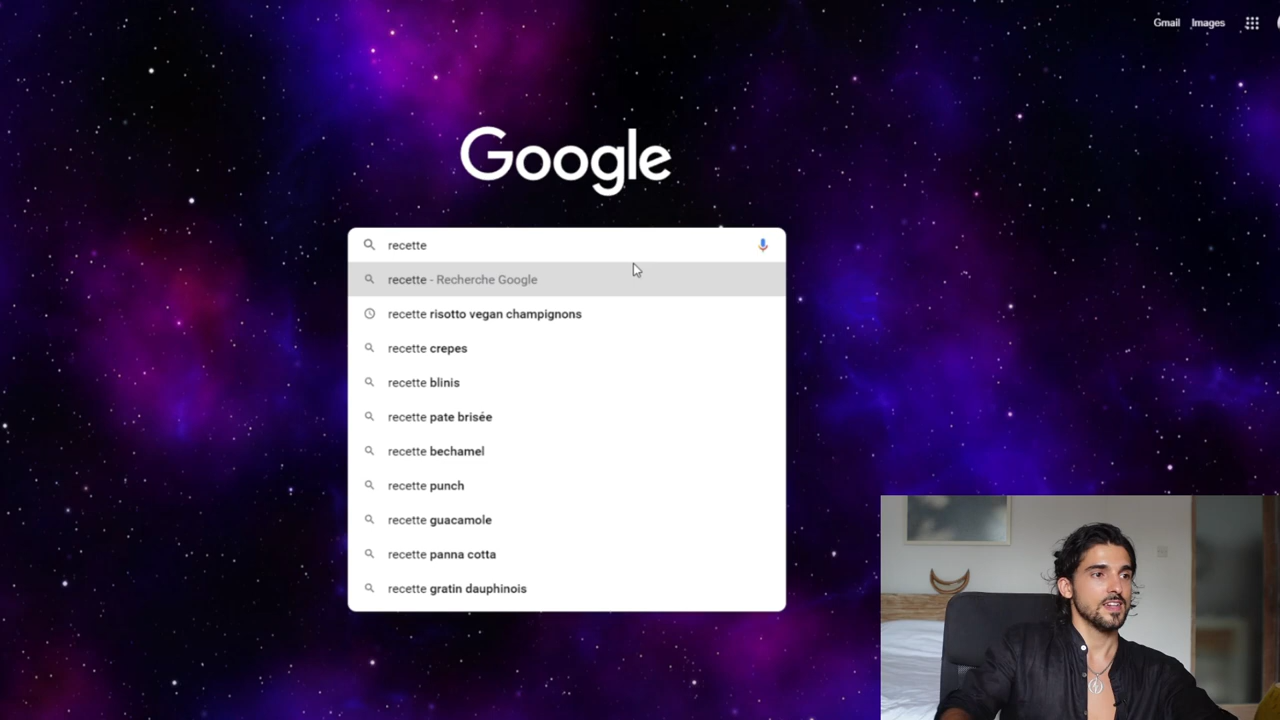 Gmail Images
Google
recette
recette - Recherche Google
recette risotto vegan champignons
recette crepes
recette blinis
recette pate brisée
recette bechamel
recette punch
recette guacamole
recette panna cotta
recette gratin dauphinois